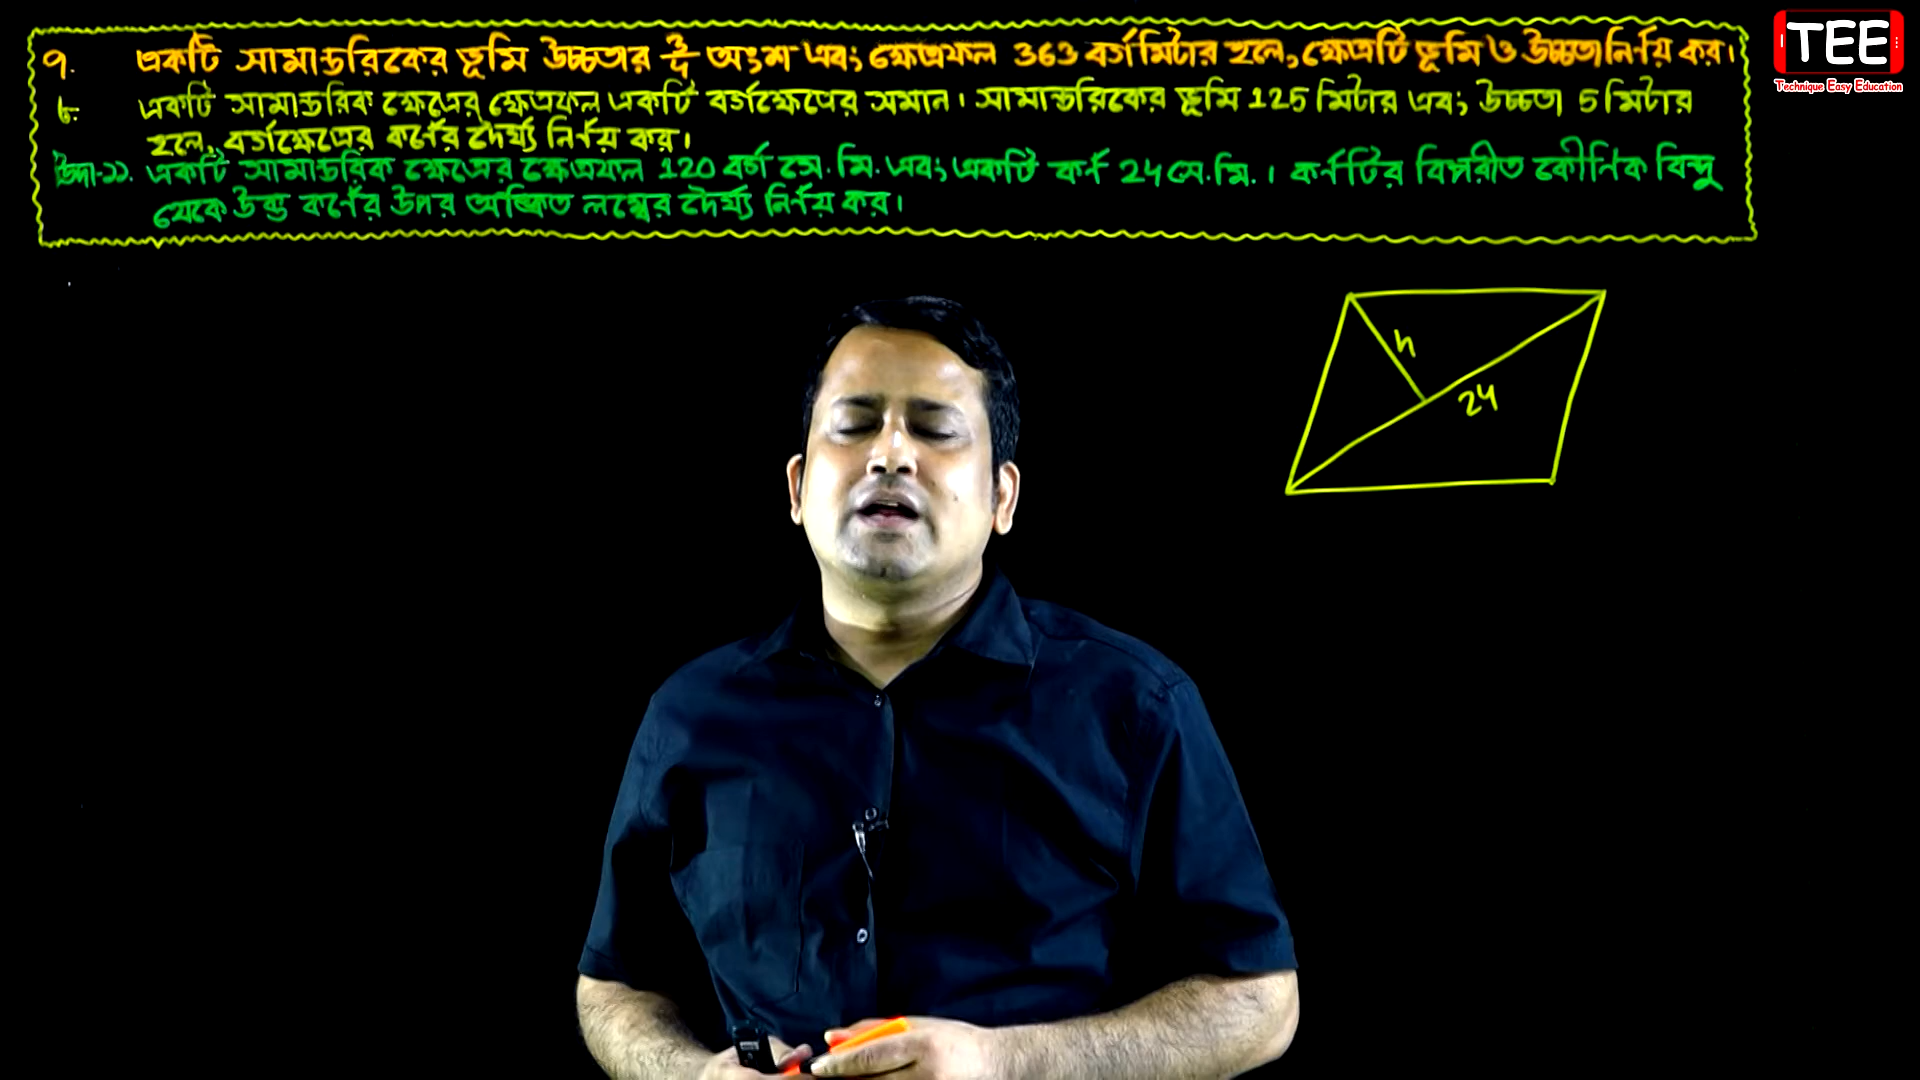 ৭. একটি সামান্তরিকের ভূমি উচ্চতার ৩/৪ অংশ এবং ক্ষেত্রফল 363 বর্গমিটার হলে, ক্ষেত্রটি ভূমি ও উচ্চতা নির্ণয় কর।
৮. একটি সামান্তরিক ক্ষেত্রের ক্ষেত্রফল একটি বর্গক্ষেত্রের সমান। সামান্তরিকের ভূমি 125 মিটার এবং উচ্চতা 5 মিটার
হলে, বর্গক্ষেত্রের কর্ণের দৈর্ঘ্য নির্ণয় কর।
উদা-১১. একটি সামান্তরিক ক্ষেত্রের ক্ষেত্রফল 120 বর্গ সে.মি. এবং একটি কর্ন 24 সে.মি.। কর্নটির বিপরীত কৌনিক বিন্দু
থেকে উক্ত কর্ণের উপর অঙ্কিত লম্বের দৈর্ঘ্য নির্ণয় কর।
TEE
Technique Easy Education
h
24